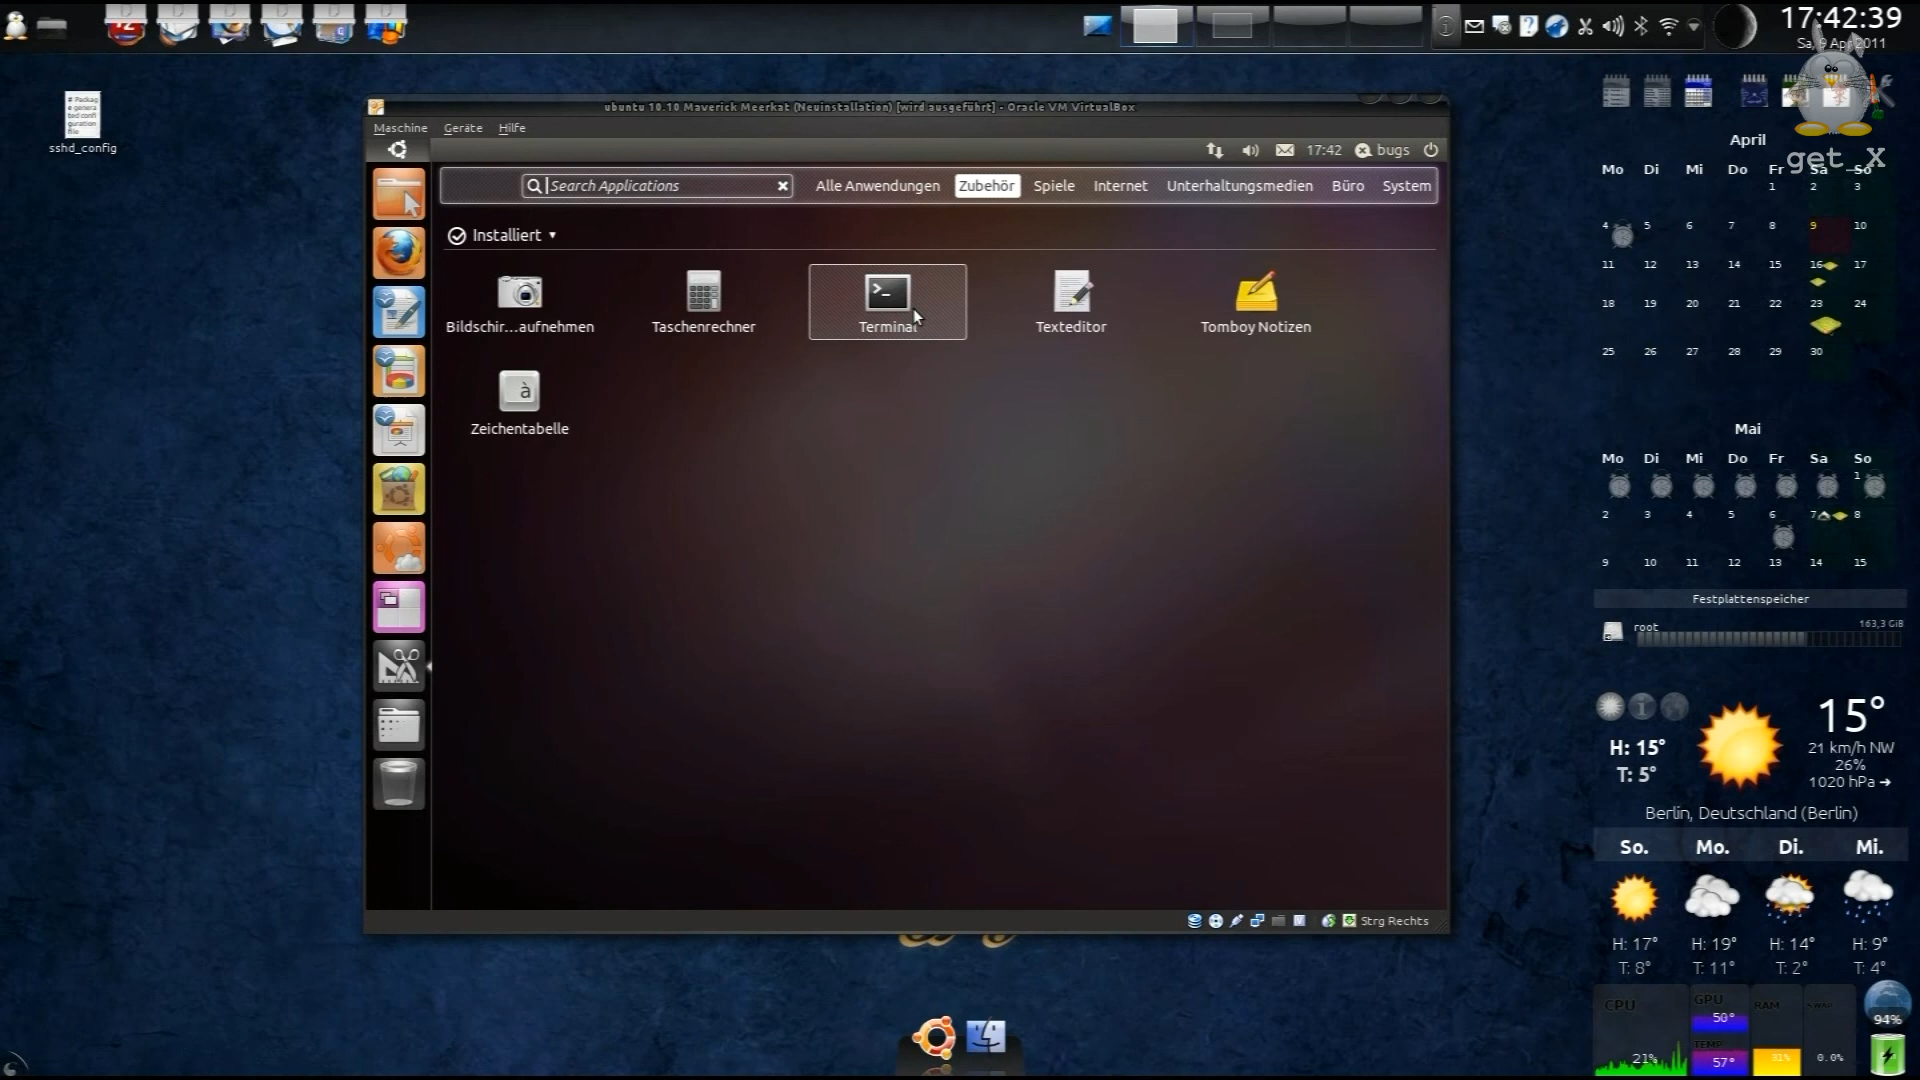 17:42:39
Sa, 9 Apr 2011
# Packag
e genera
ted confi
guration
file
sshd_config
get_X
ubuntu 10.10 Maverick Meerkat (Neuinstallation) [wird ausgeführt] - Oracle VM VirtualBox
Maschine Geräte Hilfe
17:42 bugs
Search Applications Alle Anwendungen Zubehör Spiele Internet Unterhaltungsmedien Büro System
Installiert
Bildschir...aufnehmen Taschenrechner Terminal Texteditor Tomboy Notizen
Zeichentabelle
Strg Rechts
April
Mo Di Mi Do Fr Sa So
1 2 3
4 5 6 7 8 9 10
11 12 13 14 15 16 17
18 19 20 21 22 23 24
25 26 27 28 29 30
Mai
Mo Di Mi Do Fr Sa So
1
2 3 4 5 6 7 8
9 10 11 12 13 14 15
Festplattenspeicher
root 163,3 GiB
15°
H: 15° 21 km/h NW
T: 5° 26%
1020 hPa
Berlin, Deutschland (Berlin)
So. Mo. Di. Mi.
H: 17° H: 19° H: 14° H: 9°
T: 8° T: 11° T: 2° T: 4°
CPU GPU RAM SWAP
50° 94%
TEMP
21% 57° 31% 0.0%